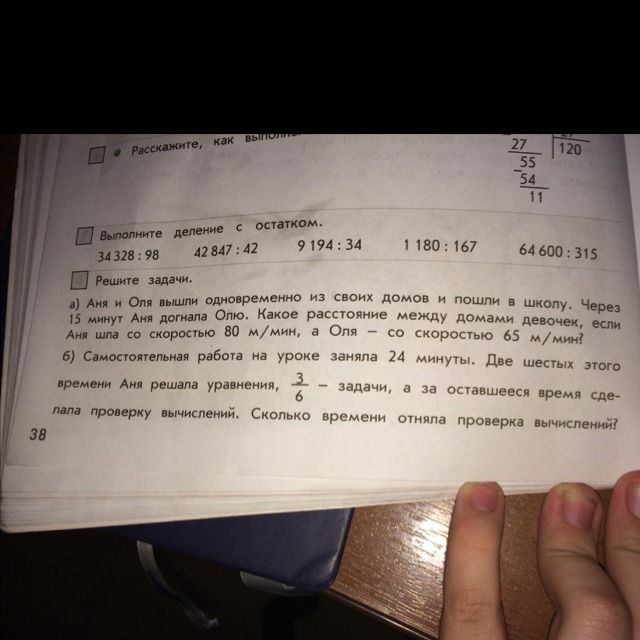 • Расскажите, как
27
120
27
55
54
11
Выполните деление с остатком.
34 328 : 98 42 847 : 42 9 194 : 34 1 180 : 167 64 600 : 315
Решите задачи.
а) Аня и Оля вышли одновременно из своих домов и пошли в школу. Через
15 минут Аня догнала Олю. Какое расстояние между домами девочек, если
Аня шла со скоростью 80 м/мин, а Оля – со скоростью 65 м/мин?
б) Самостоятельная работа на уроке заняла 24 минуты. Две шестых этого
времени Аня решала уравнения, 3/6 – задачи, а за оставшееся время сде-
лала проверку вычислений. Сколько времени отняла проверка вычислений?
38